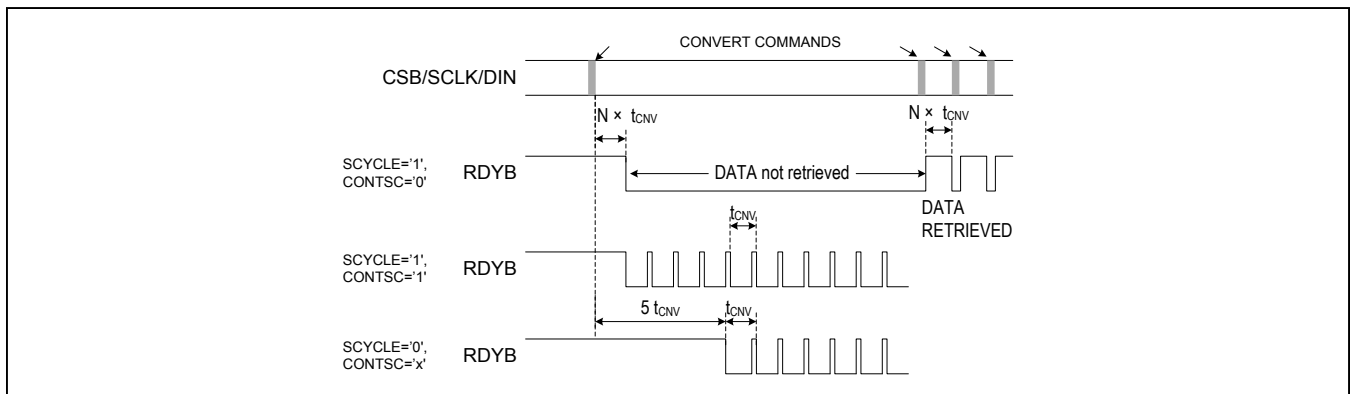 CONVERT COMMANDS
CSB/SCLK/DIN
N × tCNV
N × tCNV
SCYCLE='1',
CONTSC='0'
RDYB
DATA not retrieved
DATA
RETRIEVED
tCNV
SCYCLE='1',
CONTSC='1'
RDYB
5 tCNV
tCNV
SCYCLE='0',
CONTSC='x'
RDYB